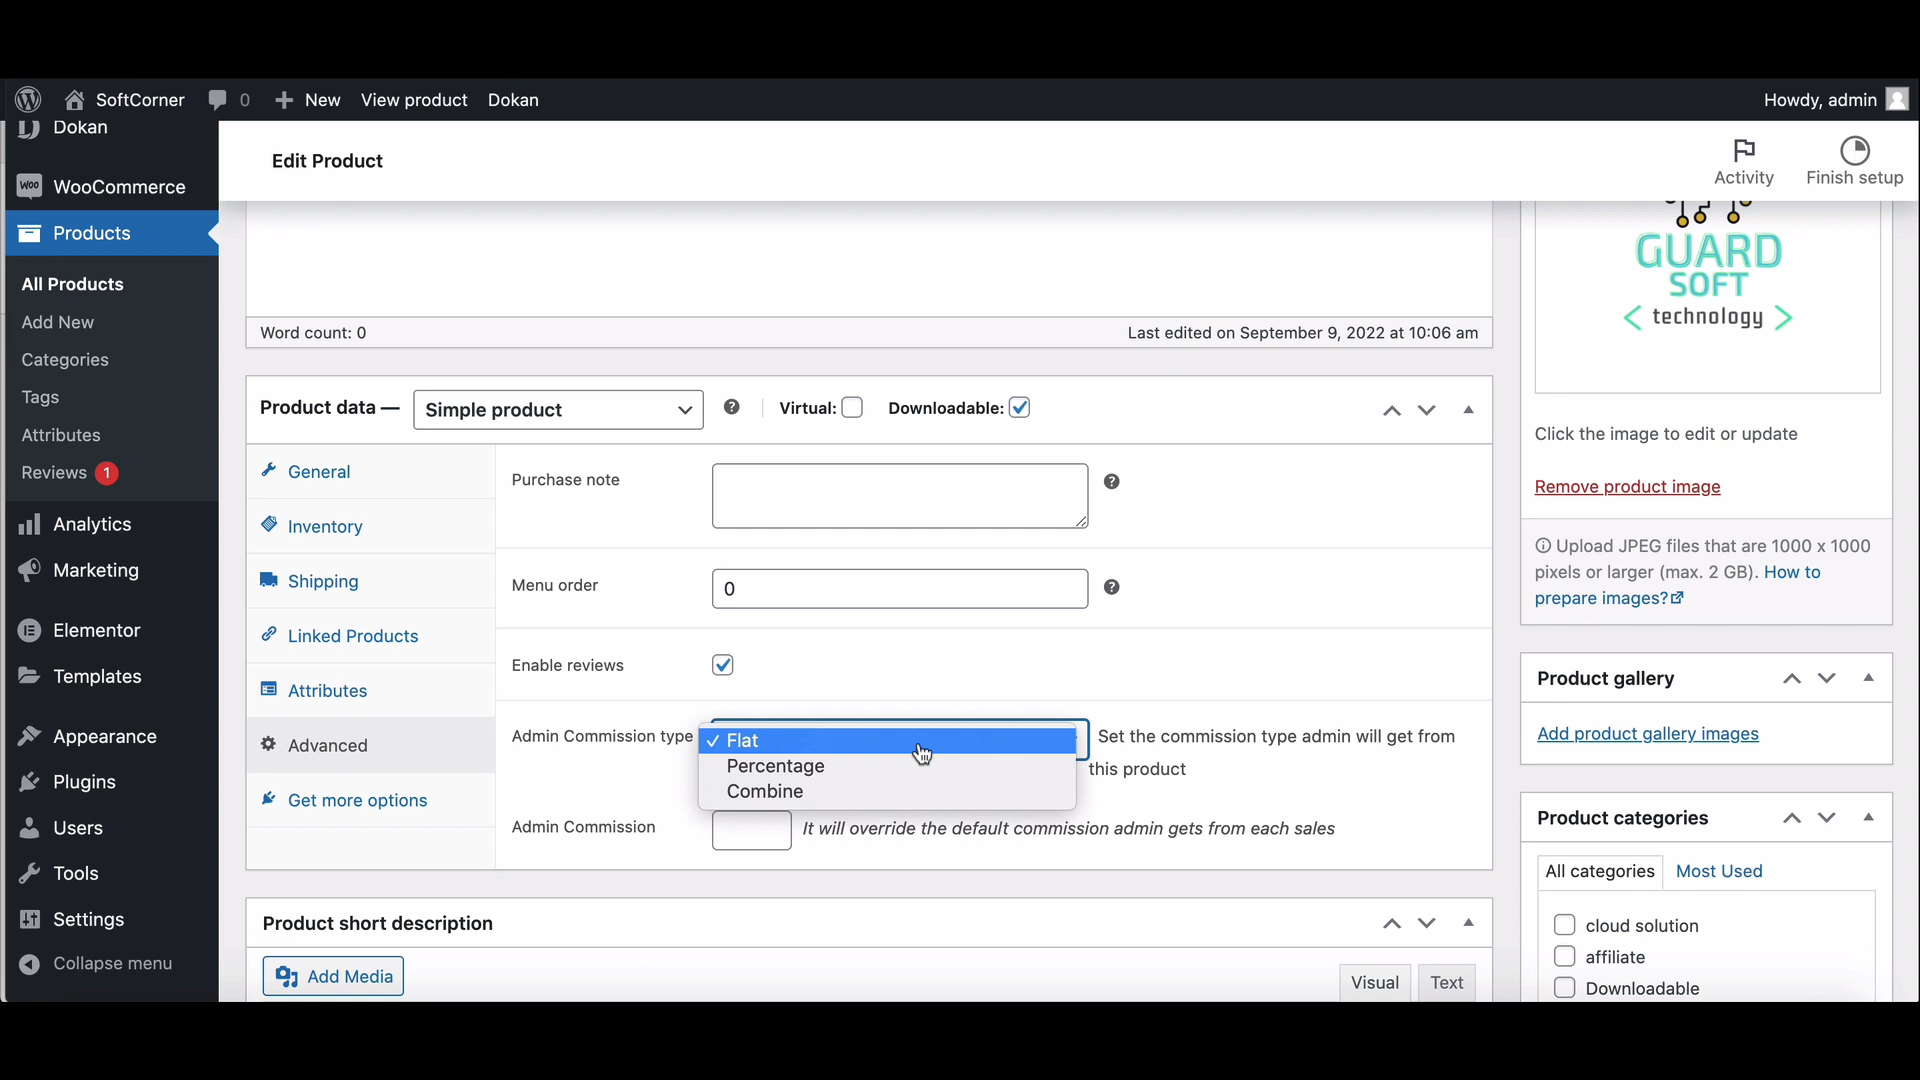 SoftCorner 0 New View product Dokan Howdy, admin
Dokan
WooCommerce
Products
All Products
Add New
Categories
Tags
Attributes
Reviews 1
Analytics
Marketing
Elementor
Templates
Appearance
Plugins
Users
Tools
Settings
Collapse menu
Edit Product
Activity
Finish setup
Word count: 0
Last edited on September 9, 2022 at 10:06 am
Product data —
Simple product
Virtual:
Downloadable:
General
Inventory
Shipping
Linked Products
Attributes
Advanced
Get more options
Purchase note
Menu order
0
Enable reviews
Admin Commission type
Flat
Percentage
Combine
Set the commission type admin will get from
this product
Admin Commission
It will override the default commission admin gets from each sales
Product short description
Add Media
Visual
Text
GUARD
SOFT
< technology >
Click the image to edit or update
Remove product image
Upload JPEG files that are 1000 x 1000
pixels or larger (max. 2 GB). How to
prepare images?
Product gallery
Add product gallery images
Product categories
All categories
Most Used
cloud solution
affiliate
Downloadable